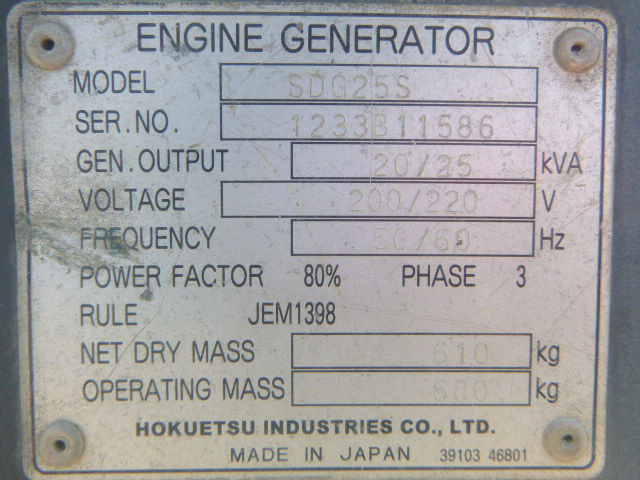 ENGINE GENERATOR
MODEL SDG25S
SER.NO. 1233B11586
GEN.OUTPUT 20/25 kVA
VOLTAGE 200/220 V
FREQUENCY 50/60 Hz
POWER FACTOR 80% PHASE 3
RULE JEM1398
NET DRY MASS 610 kg
OPERATING MASS 680 kg
HOKUETSU INDUSTRIES CO., LTD.
MADE IN JAPAN 39103 46801